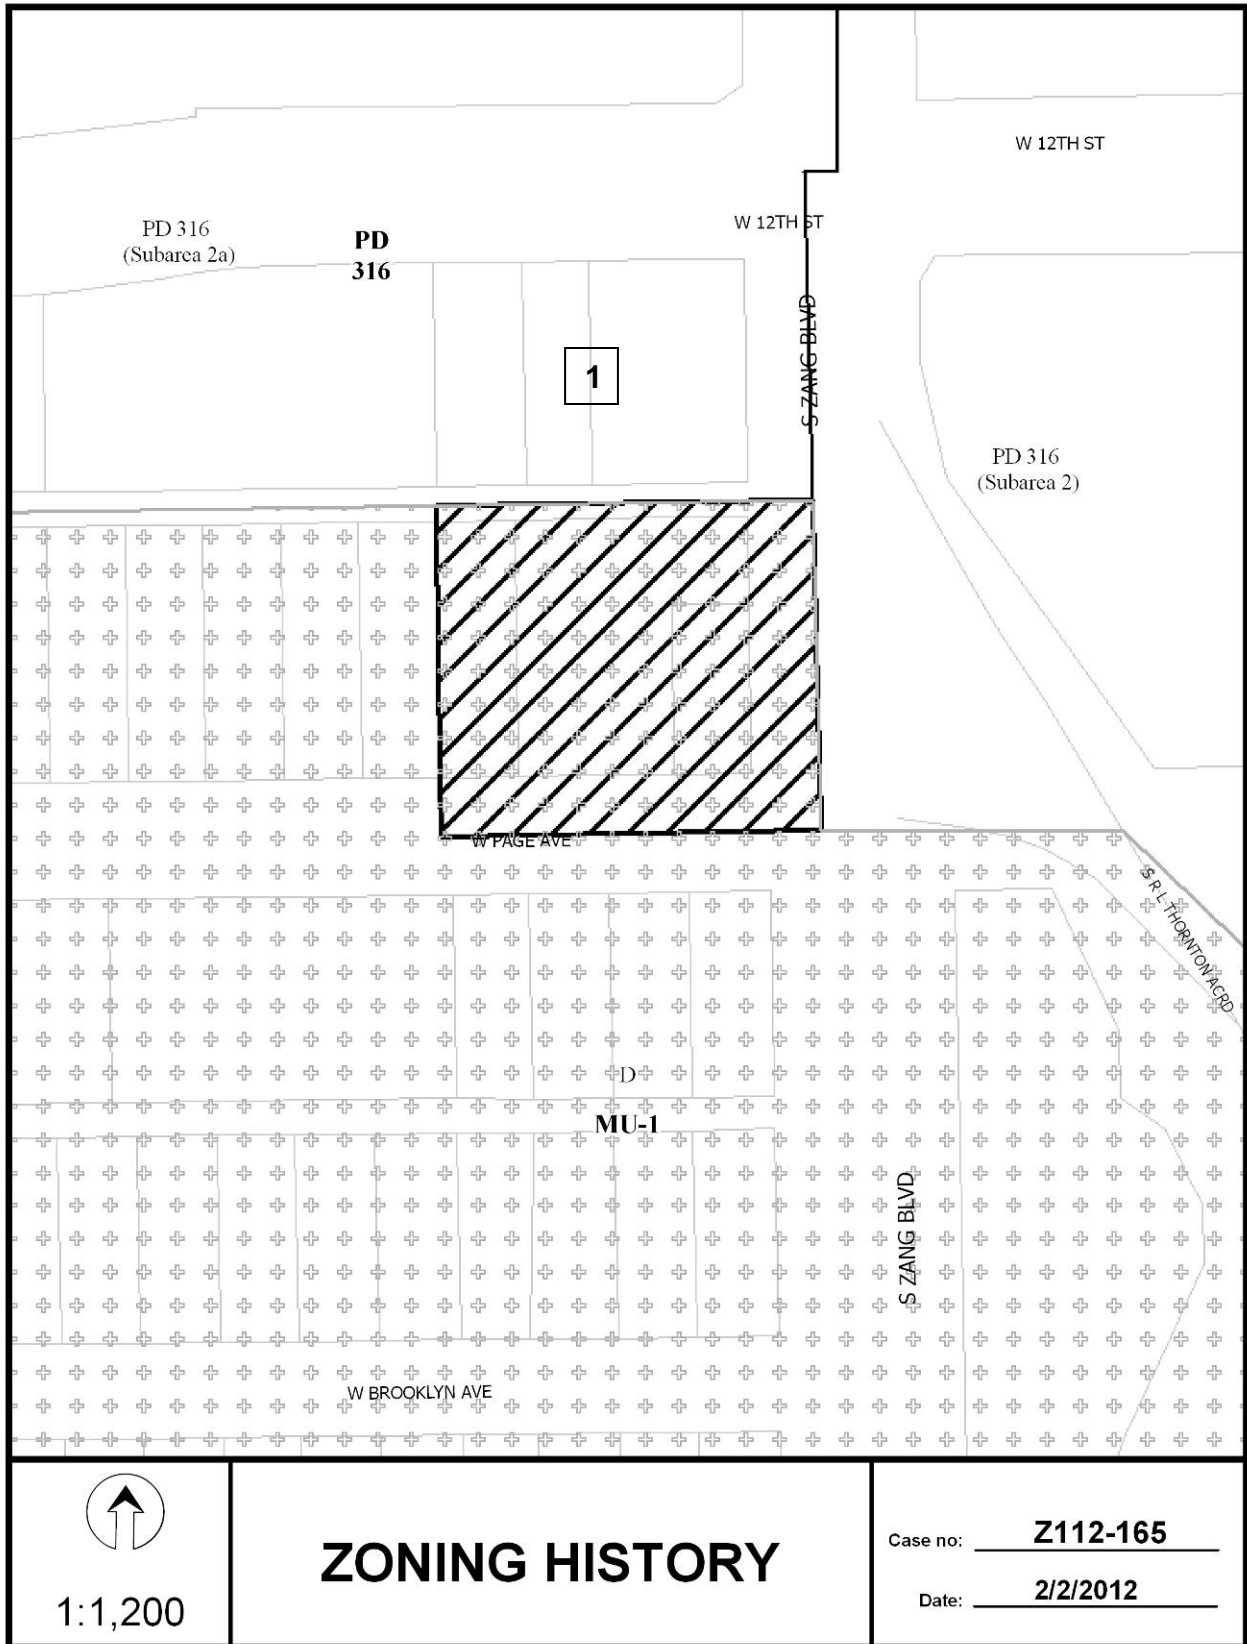 W 12TH ST
W 12TH ST
PD 316
(Subarea 2a)
PD
316
S ZANG BLVD
1
PD 316
(Subarea 2)
W PAGE AVE
S R L THORNTON ACRD
D
MU-1
S ZANG BLVD
W BROOKLYN AVE
1:1,200
ZONING HISTORY
Case no: Z112-165
Date: 2/2/2012